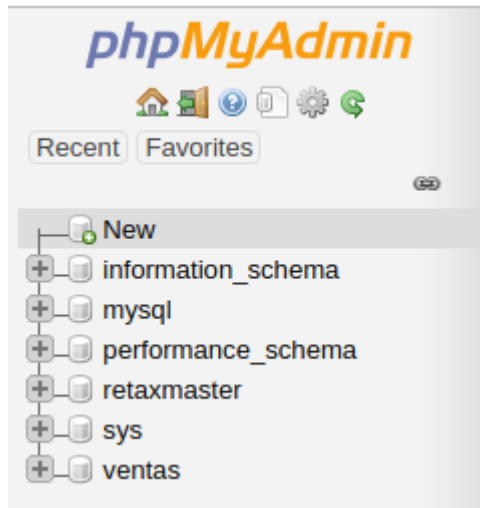 phpMyAdmin
Recent Favorites
New
information_schema
mysql
performance_schema
retaxmaster
sys
ventas